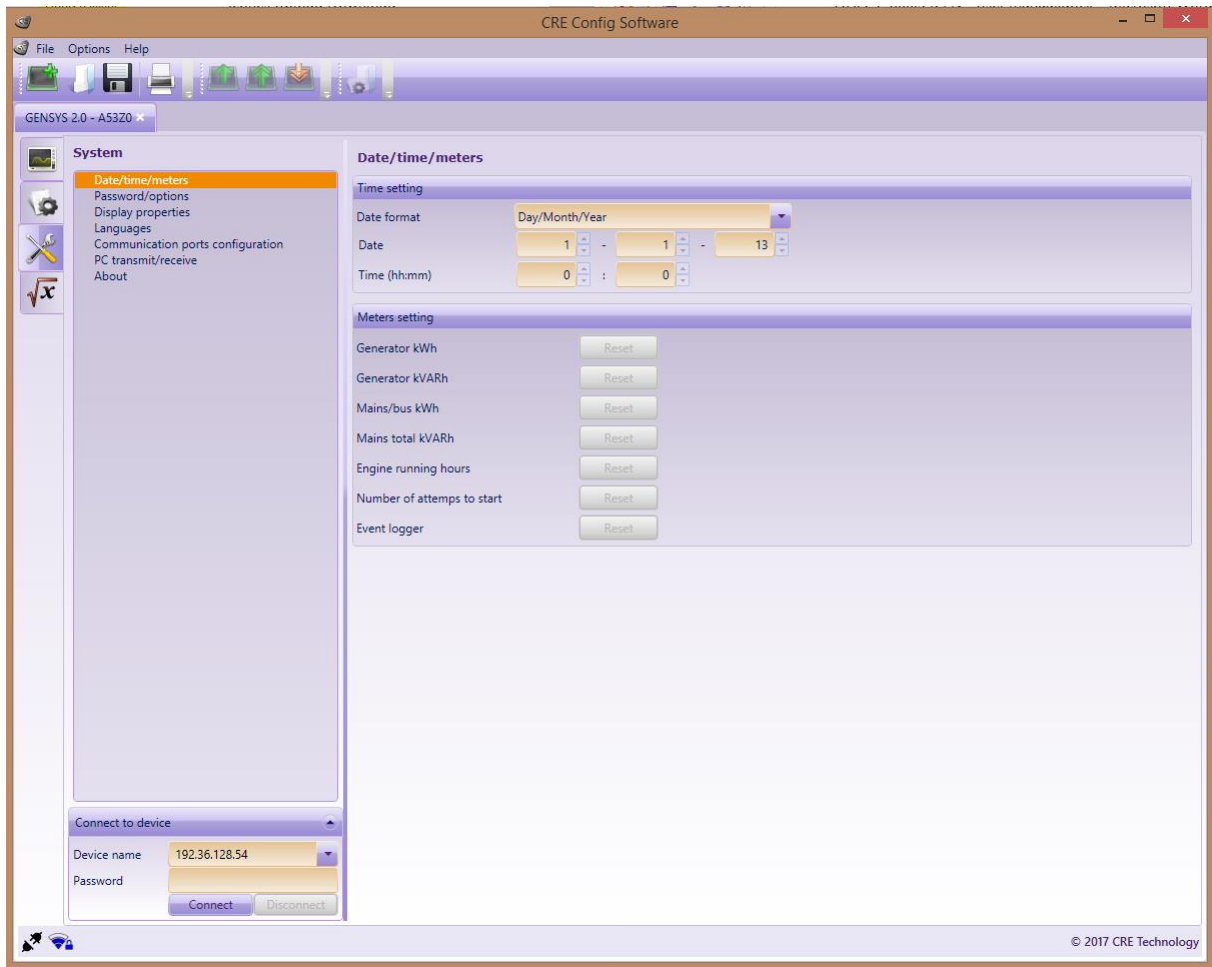 CRE Config Software
File Options Help
GENSYS 2.0 - A53Z0
System
Date/time/meters
Password/options
Display properties
Languages
Communication ports configuration
PC transmit/receive
About
√x
Date/time/meters
Time setting
Date format Day/Month/Year
Date 1 - 1 - 13
Time (hh:mm) 0 : 0
Meters setting
Generator kWh Reset
Generator kVARh Reset
Mains/bus kWh Reset
Mains total kVARh Reset
Engine running hours Reset
Number of attemps to start Reset
Event logger Reset
Connect to device
Device name 192.36.128.54
Password
Connect Disconnect
© 2017 CRE Technology